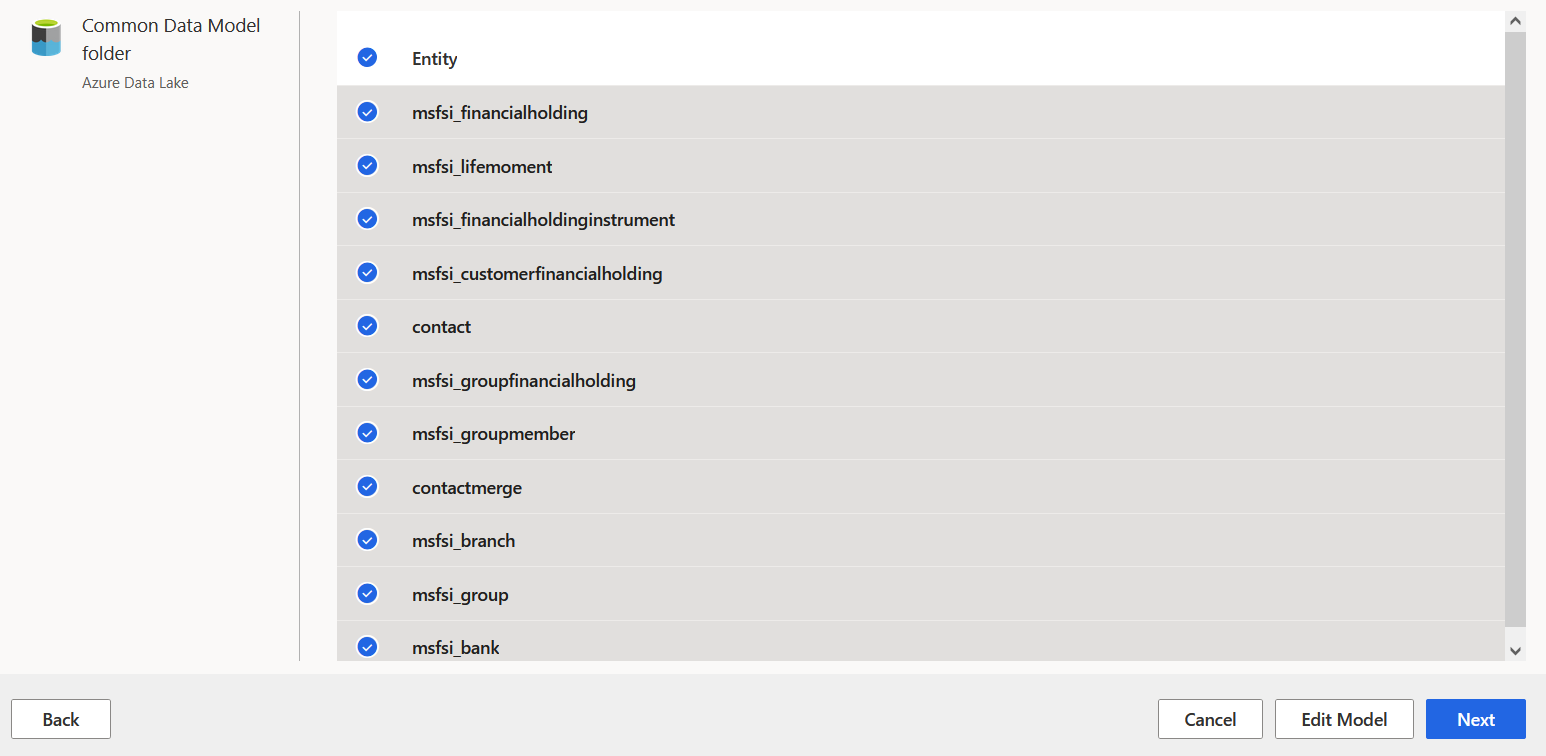 Common Data Model
folder
Azure Data Lake
Entity
msfsi_financialholding
msfsi_lifemoment
msfsi_financialholdinginstrument
msfsi_customerfinancialholding
contact
msfsi_groupfinancialholding
msfsi_groupmember
contactmerge
msfsi_branch
msfsi_group
msfsi_bank
Back
Cancel
Edit Model
Next